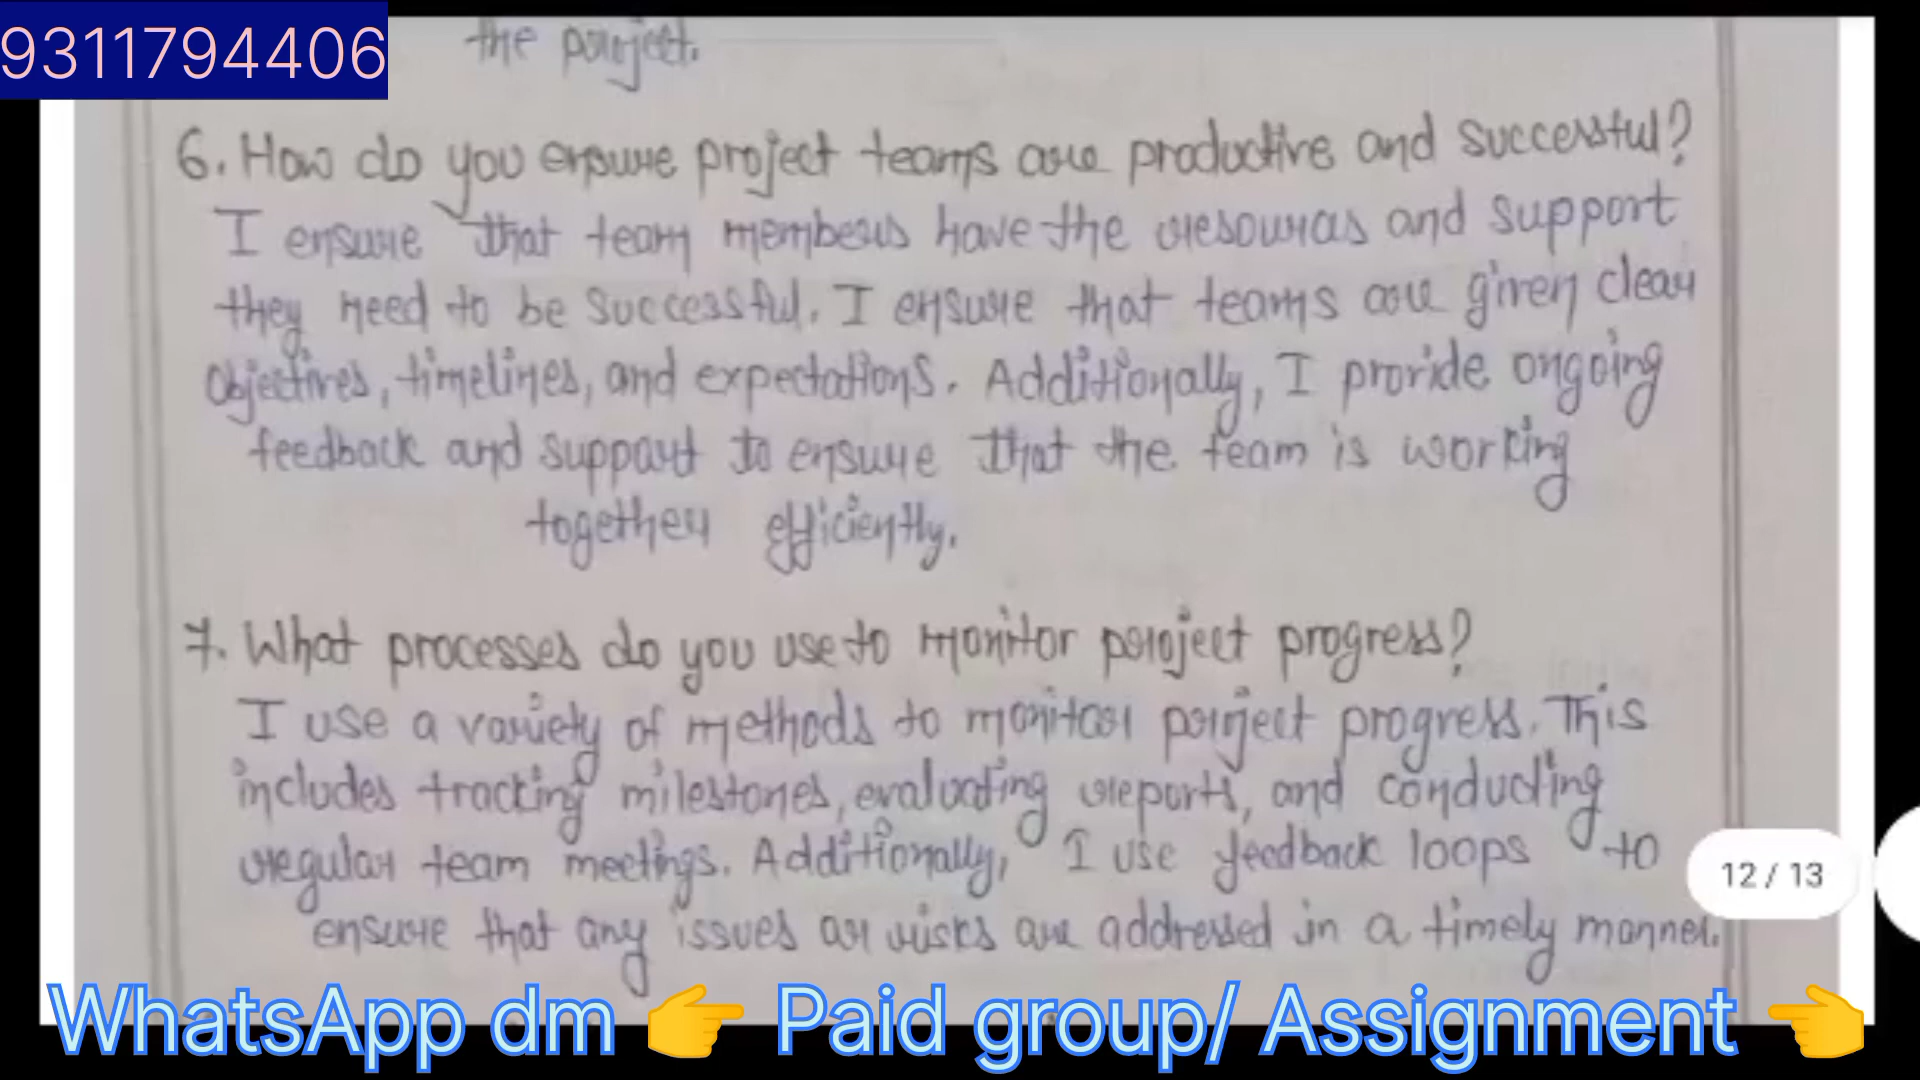 9311794406
the project.
6. How do you ensure project teams are productive and successful?
I ensure that team members have the resources and support
they need to be successful. I ensure that teams are given clear
objectives, timelines, and expectations. Additionally, I provide ongoing
feedback and support to ensure that the team is working
together efficiently.
7. What processes do you use to monitor project progress?
I use a variety of methods to monitor project progress. This
includes tracking milestones, evaluating reports, and conducting
regular team meetings. Additionally, I use feedback loops to
ensure that any issues or risks are addressed in a timely manner.
12 / 13
WhatsApp dm 👉 Paid group/ Assignment 👈